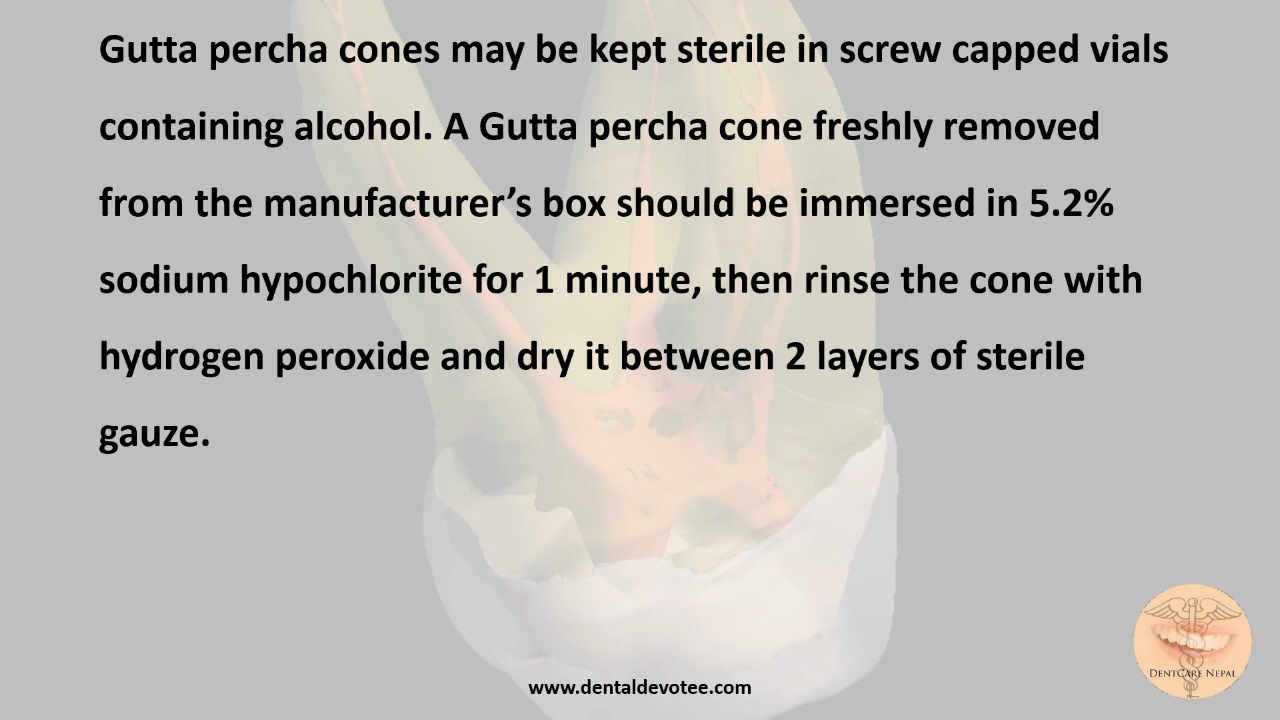 Gutta percha cones may be kept sterile in screw capped vials
containing alcohol. A Gutta percha cone freshly removed
from the manufacturer’s box should be immersed in 5.2%
sodium hypochlorite for 1 minute, then rinse the cone with
hydrogen peroxide and dry it between 2 layers of sterile
gauze.
DENTCARE NEPAL
www.dentaldevotee.com